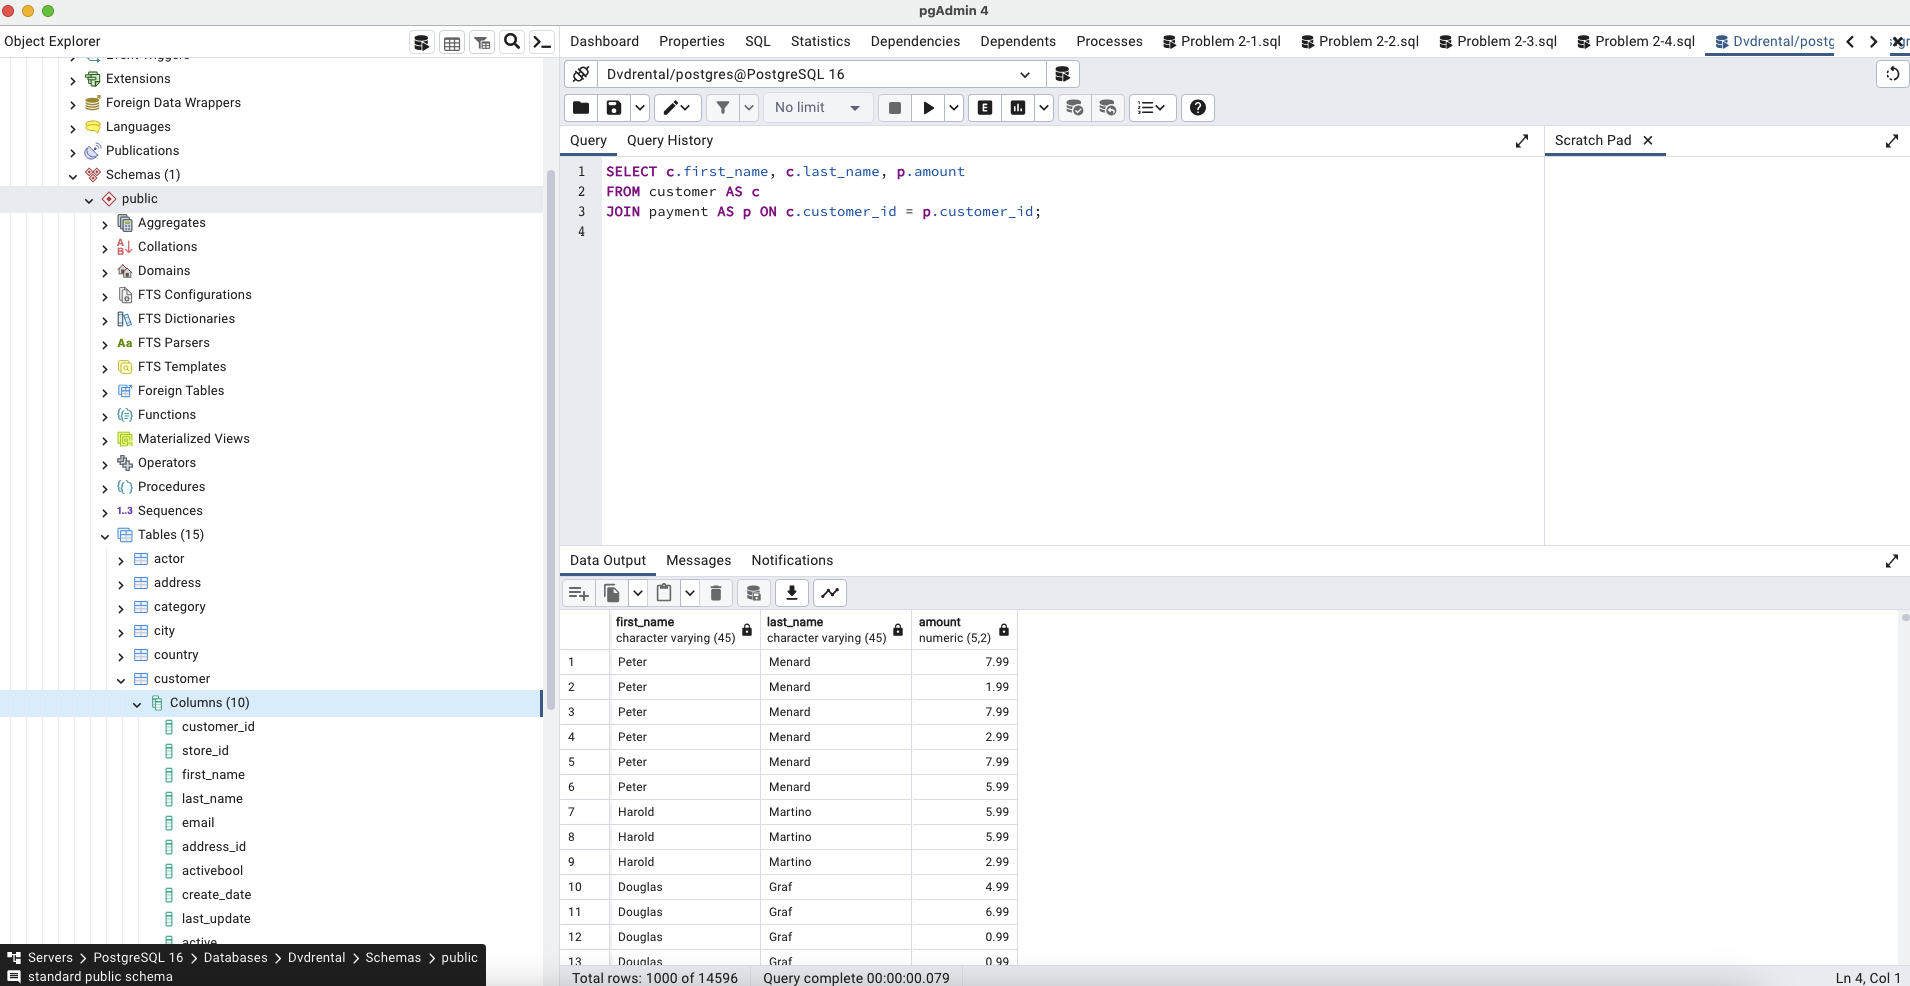 pgAdmin 4
Object Explorer
Extensions
Foreign Data Wrappers
Languages
Publications
Schemas (1)
public
Aggregates
Collations
Domains
FTS Configurations
FTS Dictionaries
Aa FTS Parsers
FTS Templates
Foreign Tables
Functions
Materialized Views
Operators
Procedures
1..3 Sequences
Tables (15)
actor
address
category
city
country
customer
Columns (10)
customer_id
store_id
first_name
last_name
email
address_id
activebool
create_date
last_update
active
Servers > PostgreSQL 16 > Databases > Dvdrental > Schemas > public
standard public schema
Dashboard Properties SQL Statistics Dependencies Dependents Processes Problem 2-1.sql Problem 2-2.sql Problem 2-3.sql Problem 2-4.sql Dvdrental/postg
Dvdrental/postgres@PostgreSQL 16
No limit
E
Query Query History
1 SELECT c.first_name, c.last_name, p.amount
2 FROM customer AS c
3 JOIN payment AS p ON c.customer_id = p.customer_id;
4
Scratch Pad
Data Output Messages Notifications
first_name last_name amount
character varying (45) character varying (45) numeric (5,2)
1 Peter Menard 7.99
2 Peter Menard 1.99
3 Peter Menard 7.99
4 Peter Menard 2.99
5 Peter Menard 7.99
6 Peter Menard 5.99
7 Harold Martino 5.99
8 Harold Martino 5.99
9 Harold Martino 2.99
10 Douglas Graf 4.99
11 Douglas Graf 6.99
12 Douglas Graf 0.99
13 Douglas Graf 0.99
Total rows: 1000 of 14596 Query complete 00:00:00.079
Ln 4, Col 1